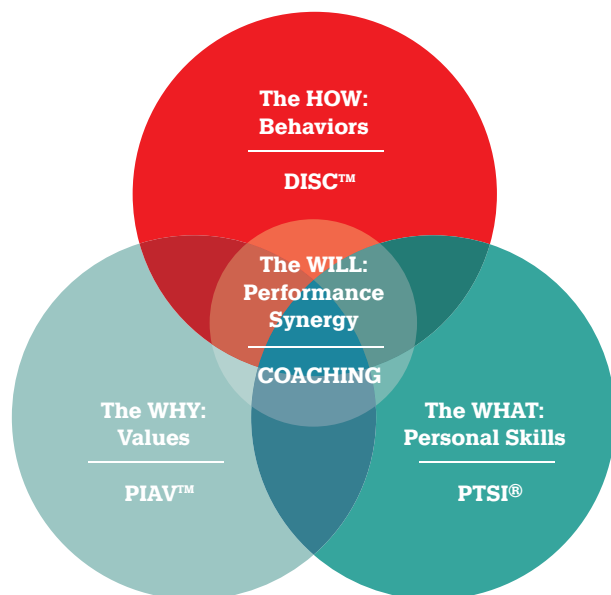 The HOW:
Behaviors
DISC™
The WILL:
Performance
Synergy
COACHING
The WHY:
Values
PIAV™
The WHAT:
Personal Skills
PTSI®